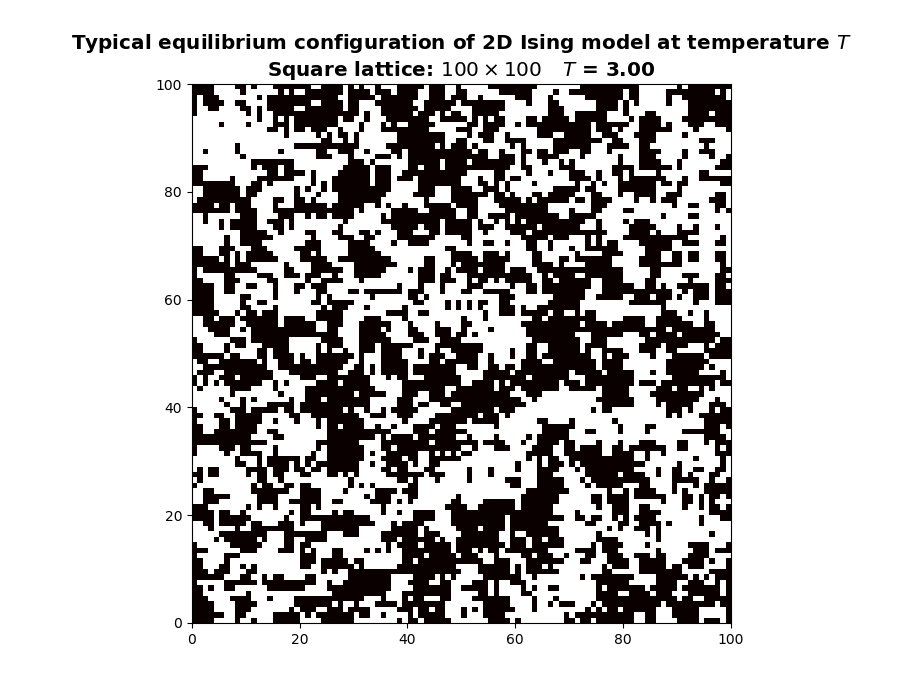 Typical equilibrium configuration of 2D Ising model at temperature T
Square lattice: 100 × 100 T = 3.00
100
80
60
40
20
0
0 20 40 60 80 100